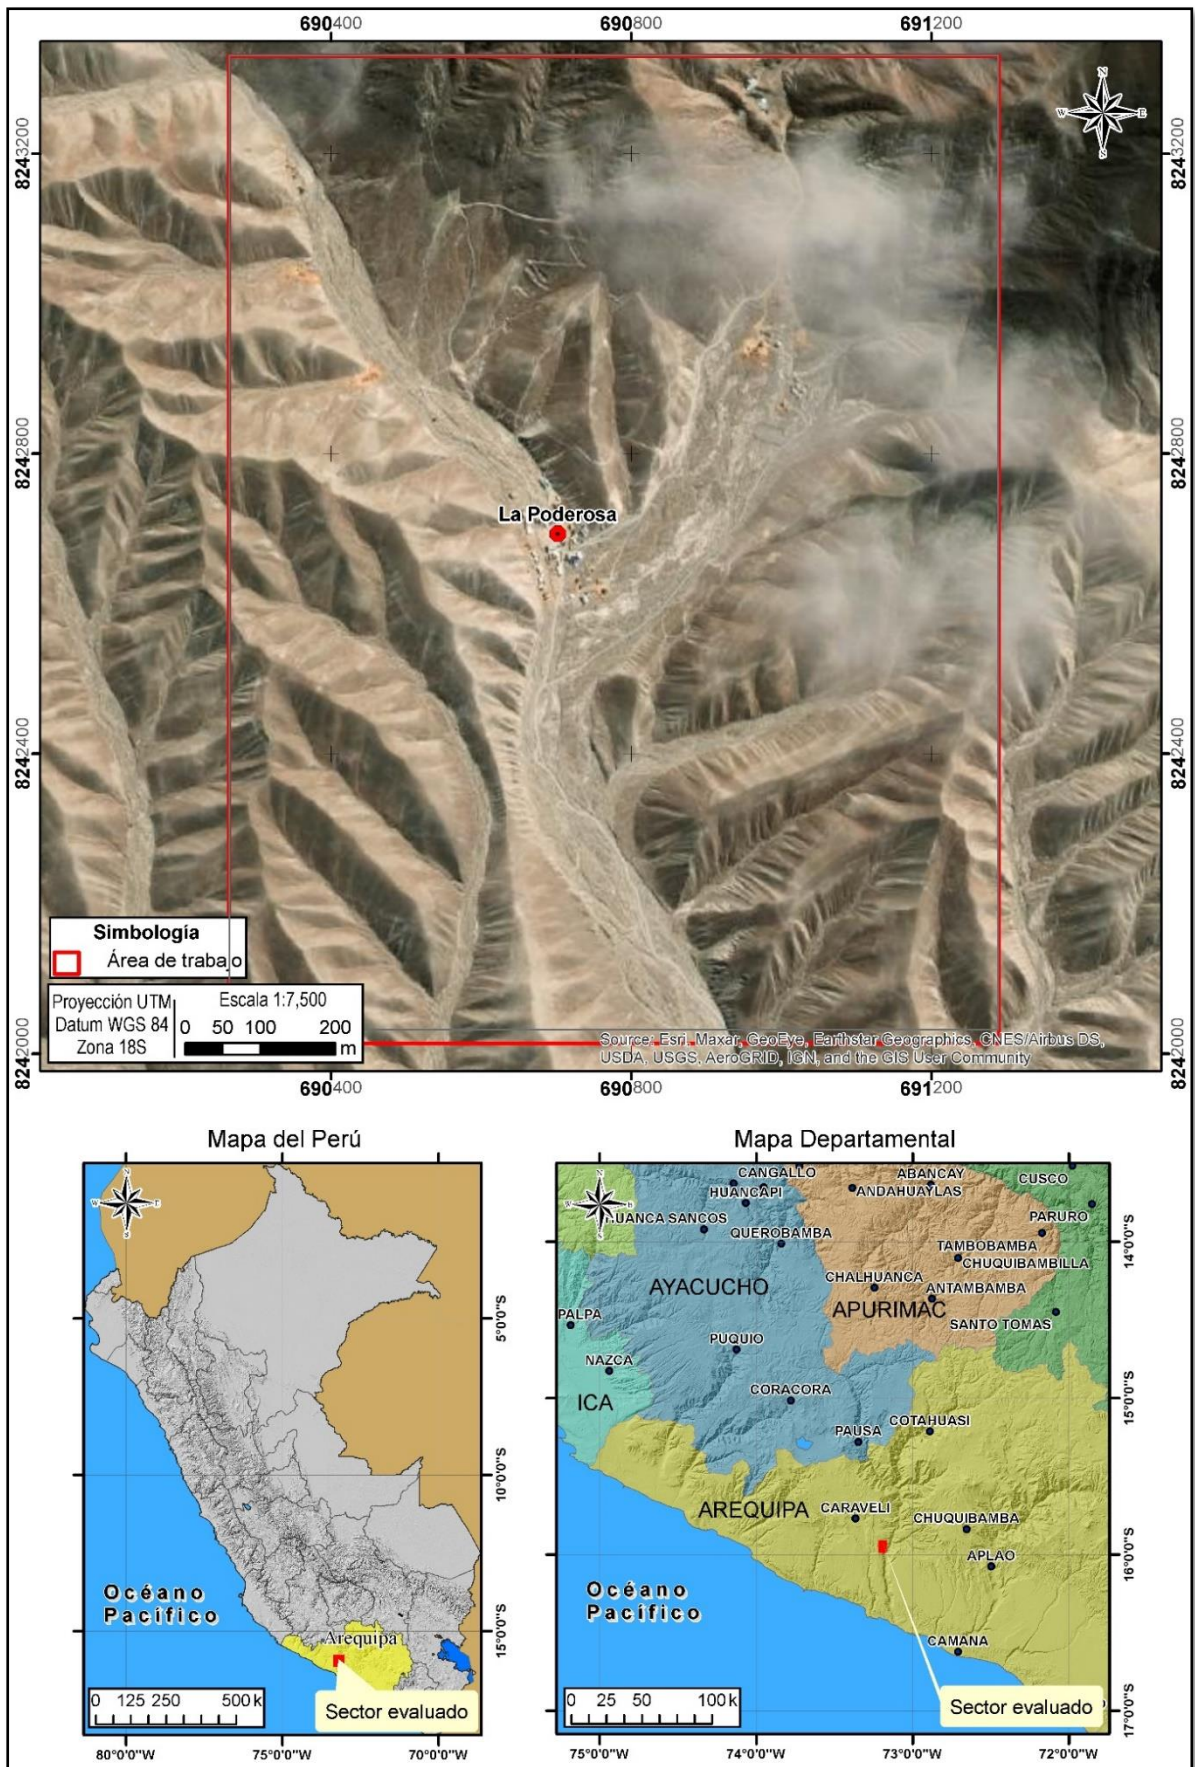 690400 690800 691200
N
W E
N
8243200 8243200
8242800 8242800
La Poderosa
8242400 8242400
Simbología
Área de trabajo
Proyección UTM
Datum WGS 84
Zona 18S
Escala 1:7,500
0 50 100 200
m
Source: Esri, Maxar, GeoEye, Earthstar Geographics, CNES/Airbus DS,
USDA, USGS, AeroGRID, IGN, and the GIS User Community
8242000 8242000
690400 690800 691200
Mapa del Perú
5°0'0"S
10°0'0"S
15°0'0"S
Océano
Pacífico
Arequipa
Sector evaluado
0 125 250 500 k
80°0'0"W 75°0'0"W 70°0'0"W
Mapa Departamental
CANGALLO
ABANCAY
CUSCO
HUANCAPI
ANDAHUAYLAS
HUANCA SANCOS
PARURO
QUEROBAMBA
14°0'0"S
TAMBOBAMBA
CHUQUIBAMBILLA
AYACUCHO
CHALHUANCA
ANTAMBAMBA
APURIMAC
PALPA
SANTO TOMAS
PUQUIO
NAZCA
CORACORA
ICA
15°0'0"S
COTAHUASI
PAUSA
AREQUIPA
CARAVELI
CHUQUIBAMBA
APLAO
16°0'0"S
Océano
Pacífico
CAMANA
Sector evaluado
0 25 50 100 k
17°0'0"S
75°0'0"W 74°0'0"W 73°0'0"W 72°0'0"W